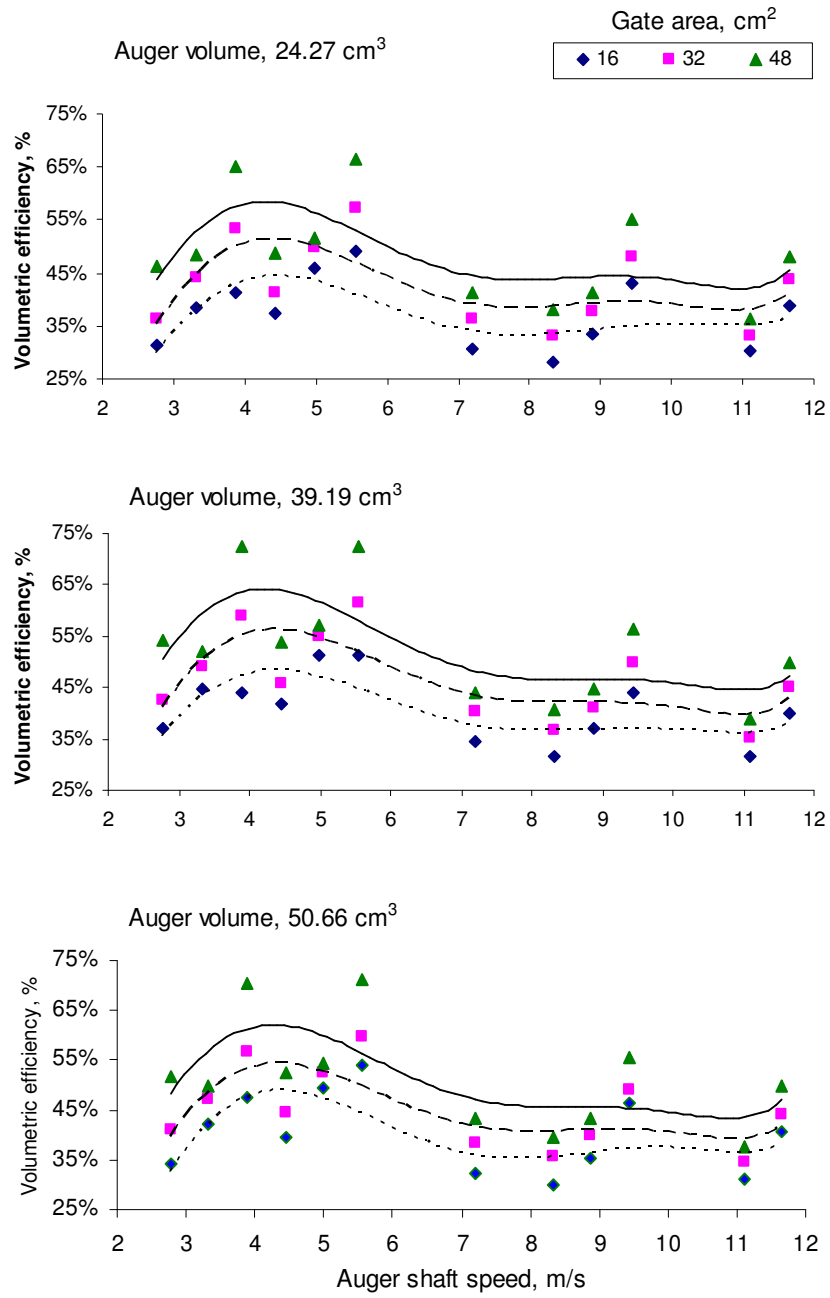 Gate area, cm²
Auger volume, 24.27 cm³
16 32 48
Volumetric efficiency, %
75%
65%
55%
45%
35%
25%
2 3 4 5 6 7 8 9 10 11 12
Auger volume, 39.19 cm³
Volumetric efficiency, %
75%
65%
55%
45%
35%
25%
2 3 4 5 6 7 8 9 10 11 12
Auger volume, 50.66 cm³
Volumetric efficiency, %
75%
65%
55%
45%
35%
25%
2 3 4 5 6 7 8 9 10 11 12
Auger shaft speed, m/s